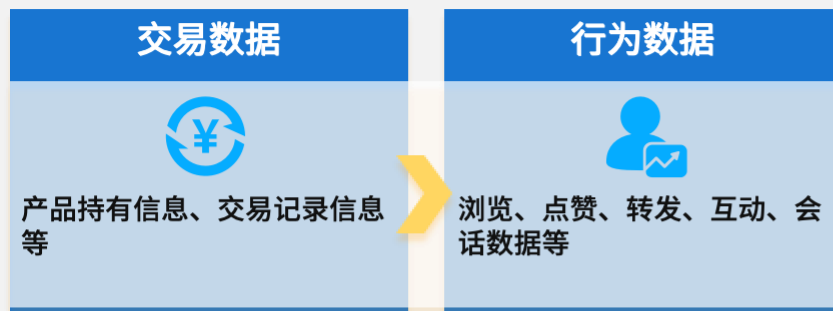 交易数据
¥
产品持有信息、交易记录信息
等
行为数据
浏览、点赞、转发、互动、会
话数据等